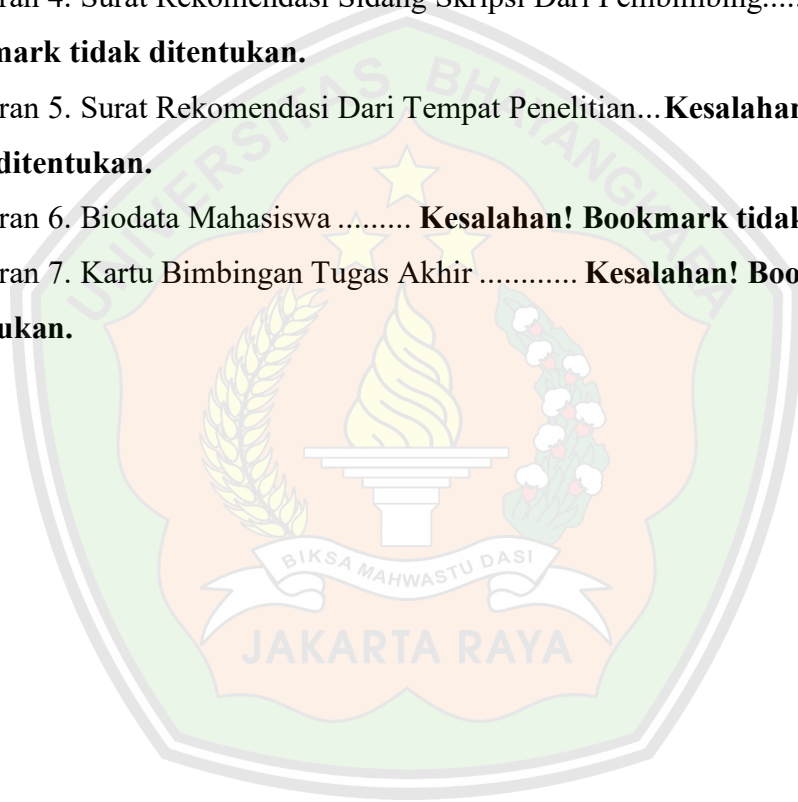 ran 4. Surat Rekomendasi Sidang Skripsi Dari Pembimbing.....
mark tidak ditentukan.
ran 5. Surat Rekomendasi Dari Tempat Penelitian...Kesalahan
ditentukan.
ran 6. Biodata Mahasiswa ......... Kesalahan! Bookmark tidak
ran 7. Kartu Bimbingan Tugas Akhir ............ Kesalahan! Boo
ukan.
UNIVERSITAS BHAYANGKARA
BIKSA MAHWASTU DASI
JAKARTA RAYA